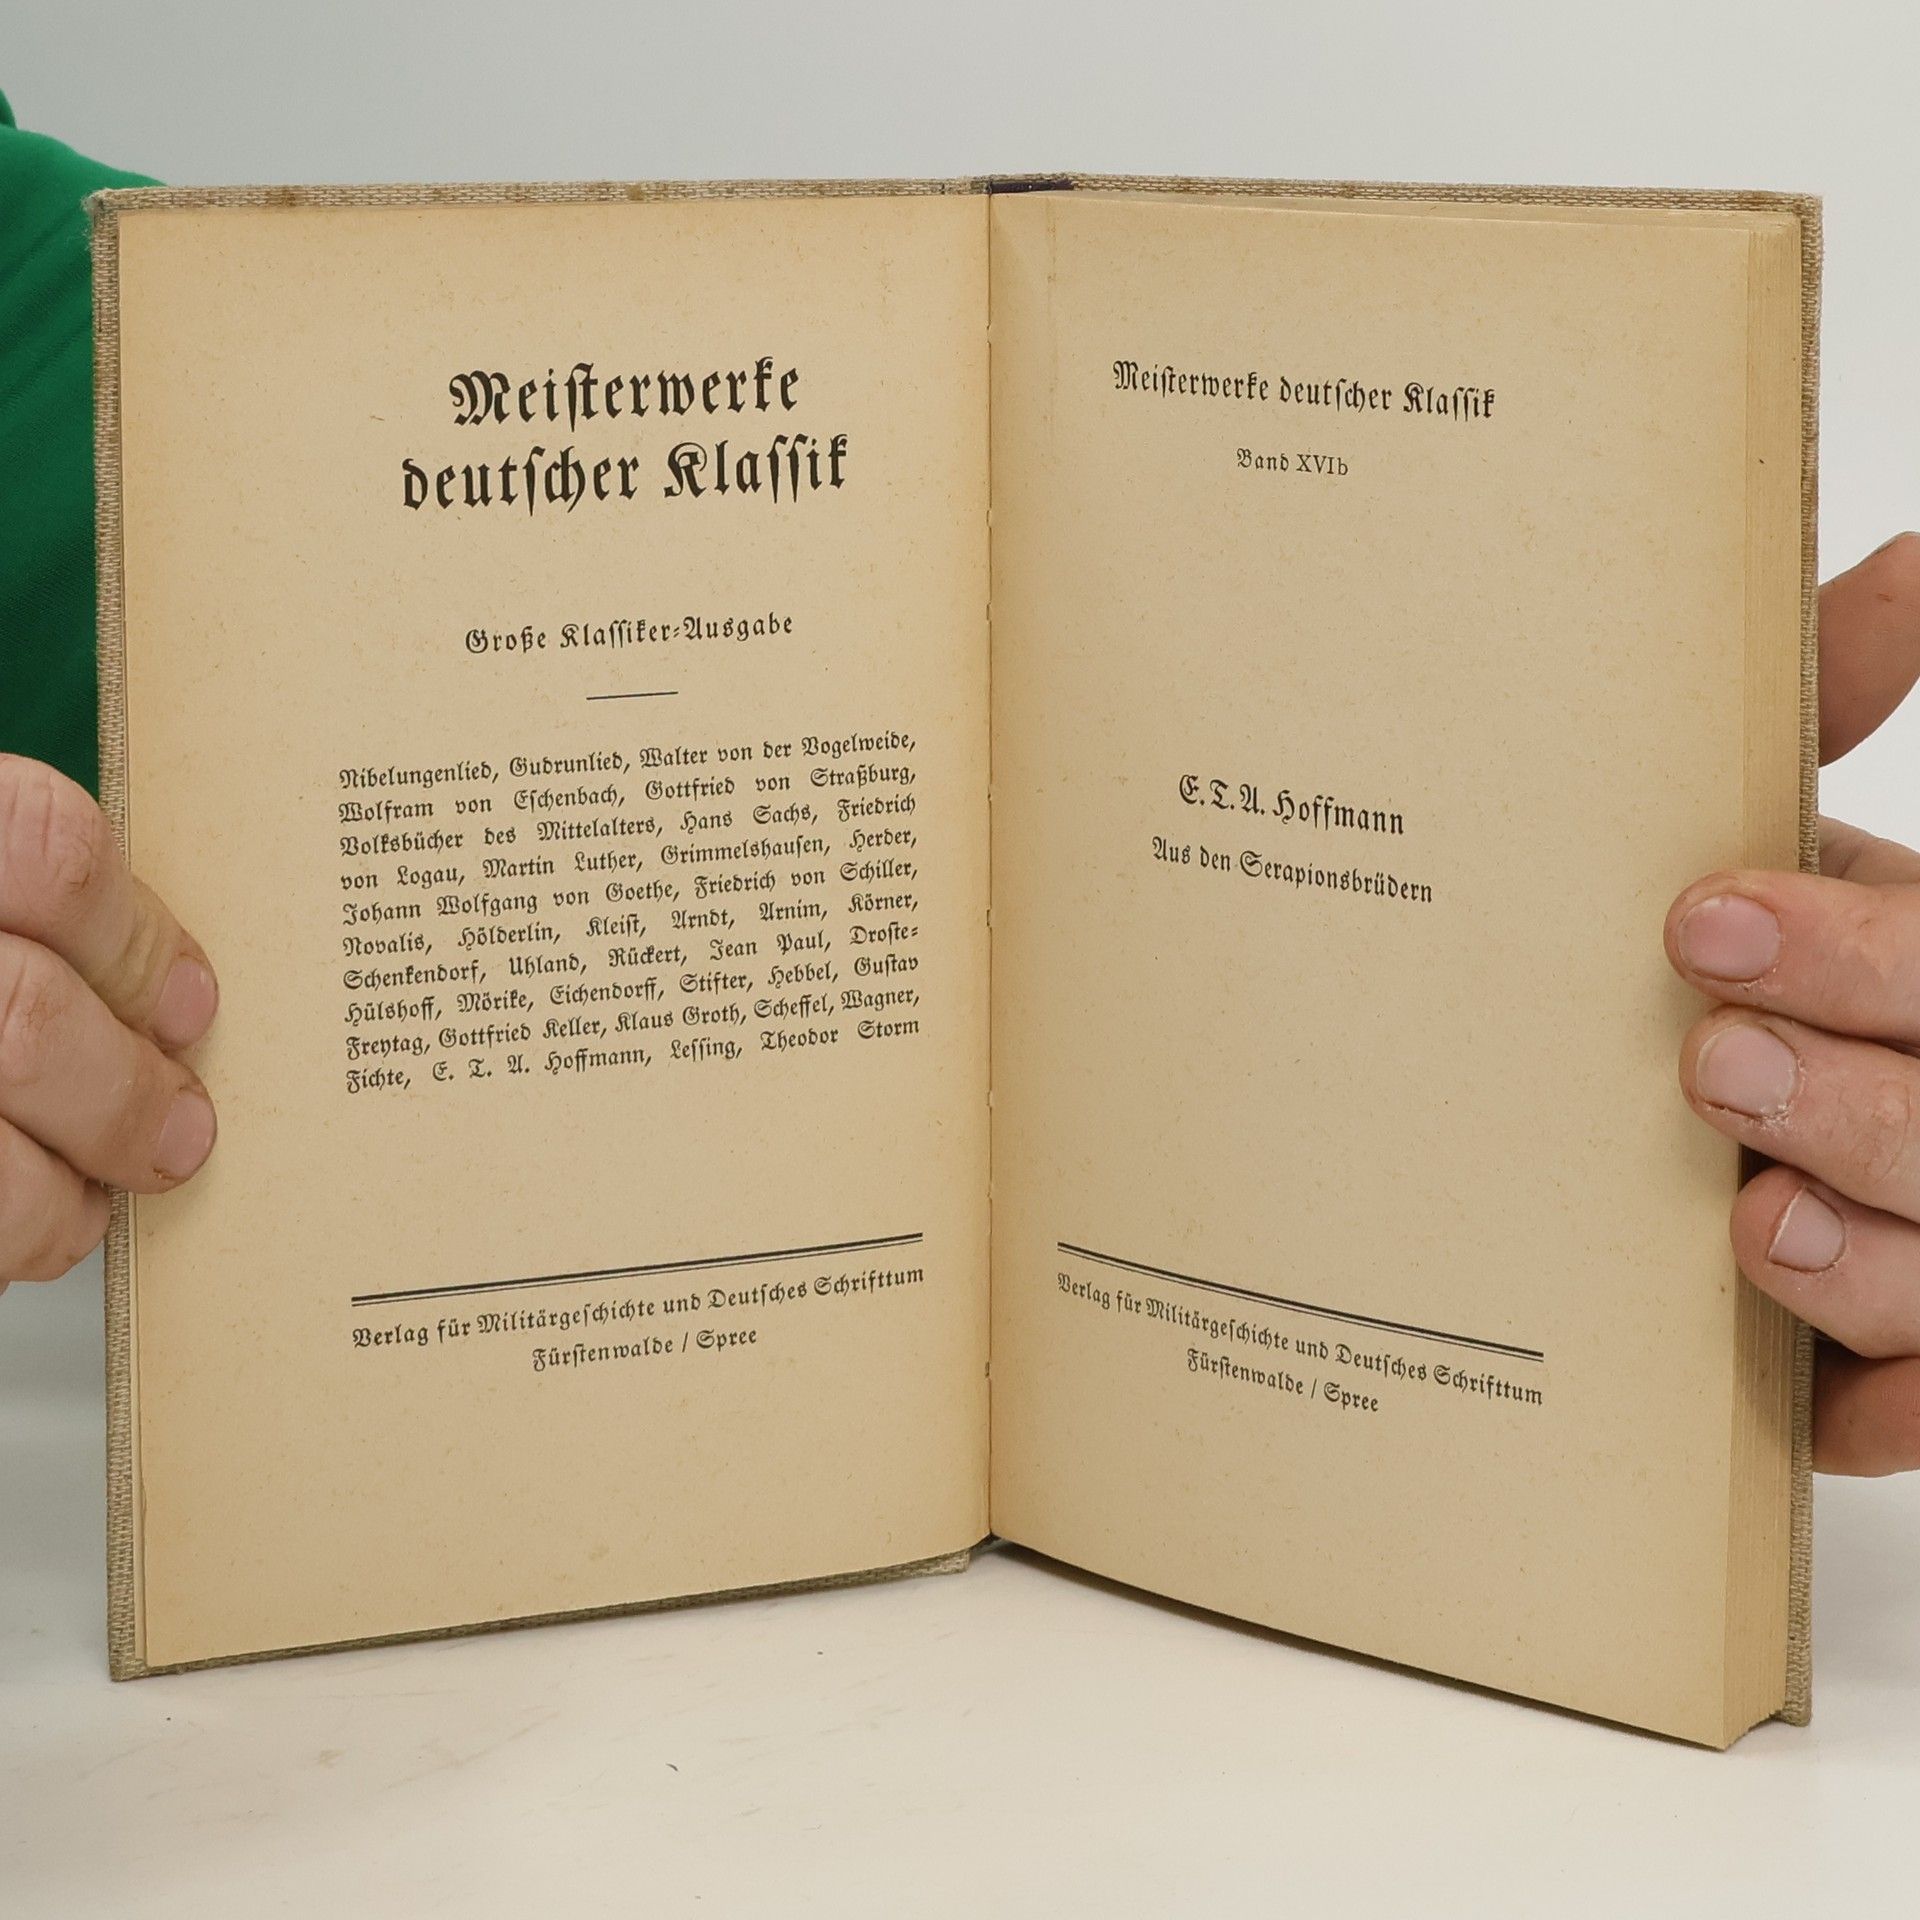 Meisterwerke
deutscher Klassik
Große Klassiker-Ausgabe
Nibelungenlied, Gudrunlied, Walter von der Vogelweide,
Wolfram von Eschenbach, Gottfried von Straßburg,
Volksbücher des Mittelalters, Hans Sachs, Friedrich
von Logau, Martin Luther, Grimmelshausen, Herder,
Johann Wolfgang von Goethe, Friedrich von Schiller,
Novalis, Hölderlin, Kleist, Arndt, Arnim, Körner,
Schenkendorf, Uhland, Rückert, Jean Paul, Droste-
Hülshoff, Mörike, Eichendorff, Stifter, Hebbel, Gustav
Freytag, Gottfried Keller, Klaus Groth, Scheffel, Wagner,
Fichte, E. T. A. Hoffmann, Lessing, Theodor Storm
Verlag für Militärgeschichte und Deutsches Schrifttum
Fürstenwalde / Spree
Meisterwerke deutscher Klassik
Band XVIb
E. T. A. Hoffmann
Aus den Serapionsbrüdern
Verlag für Militärgeschichte und Deutsches Schrifttum
Fürstenwalde / Spree